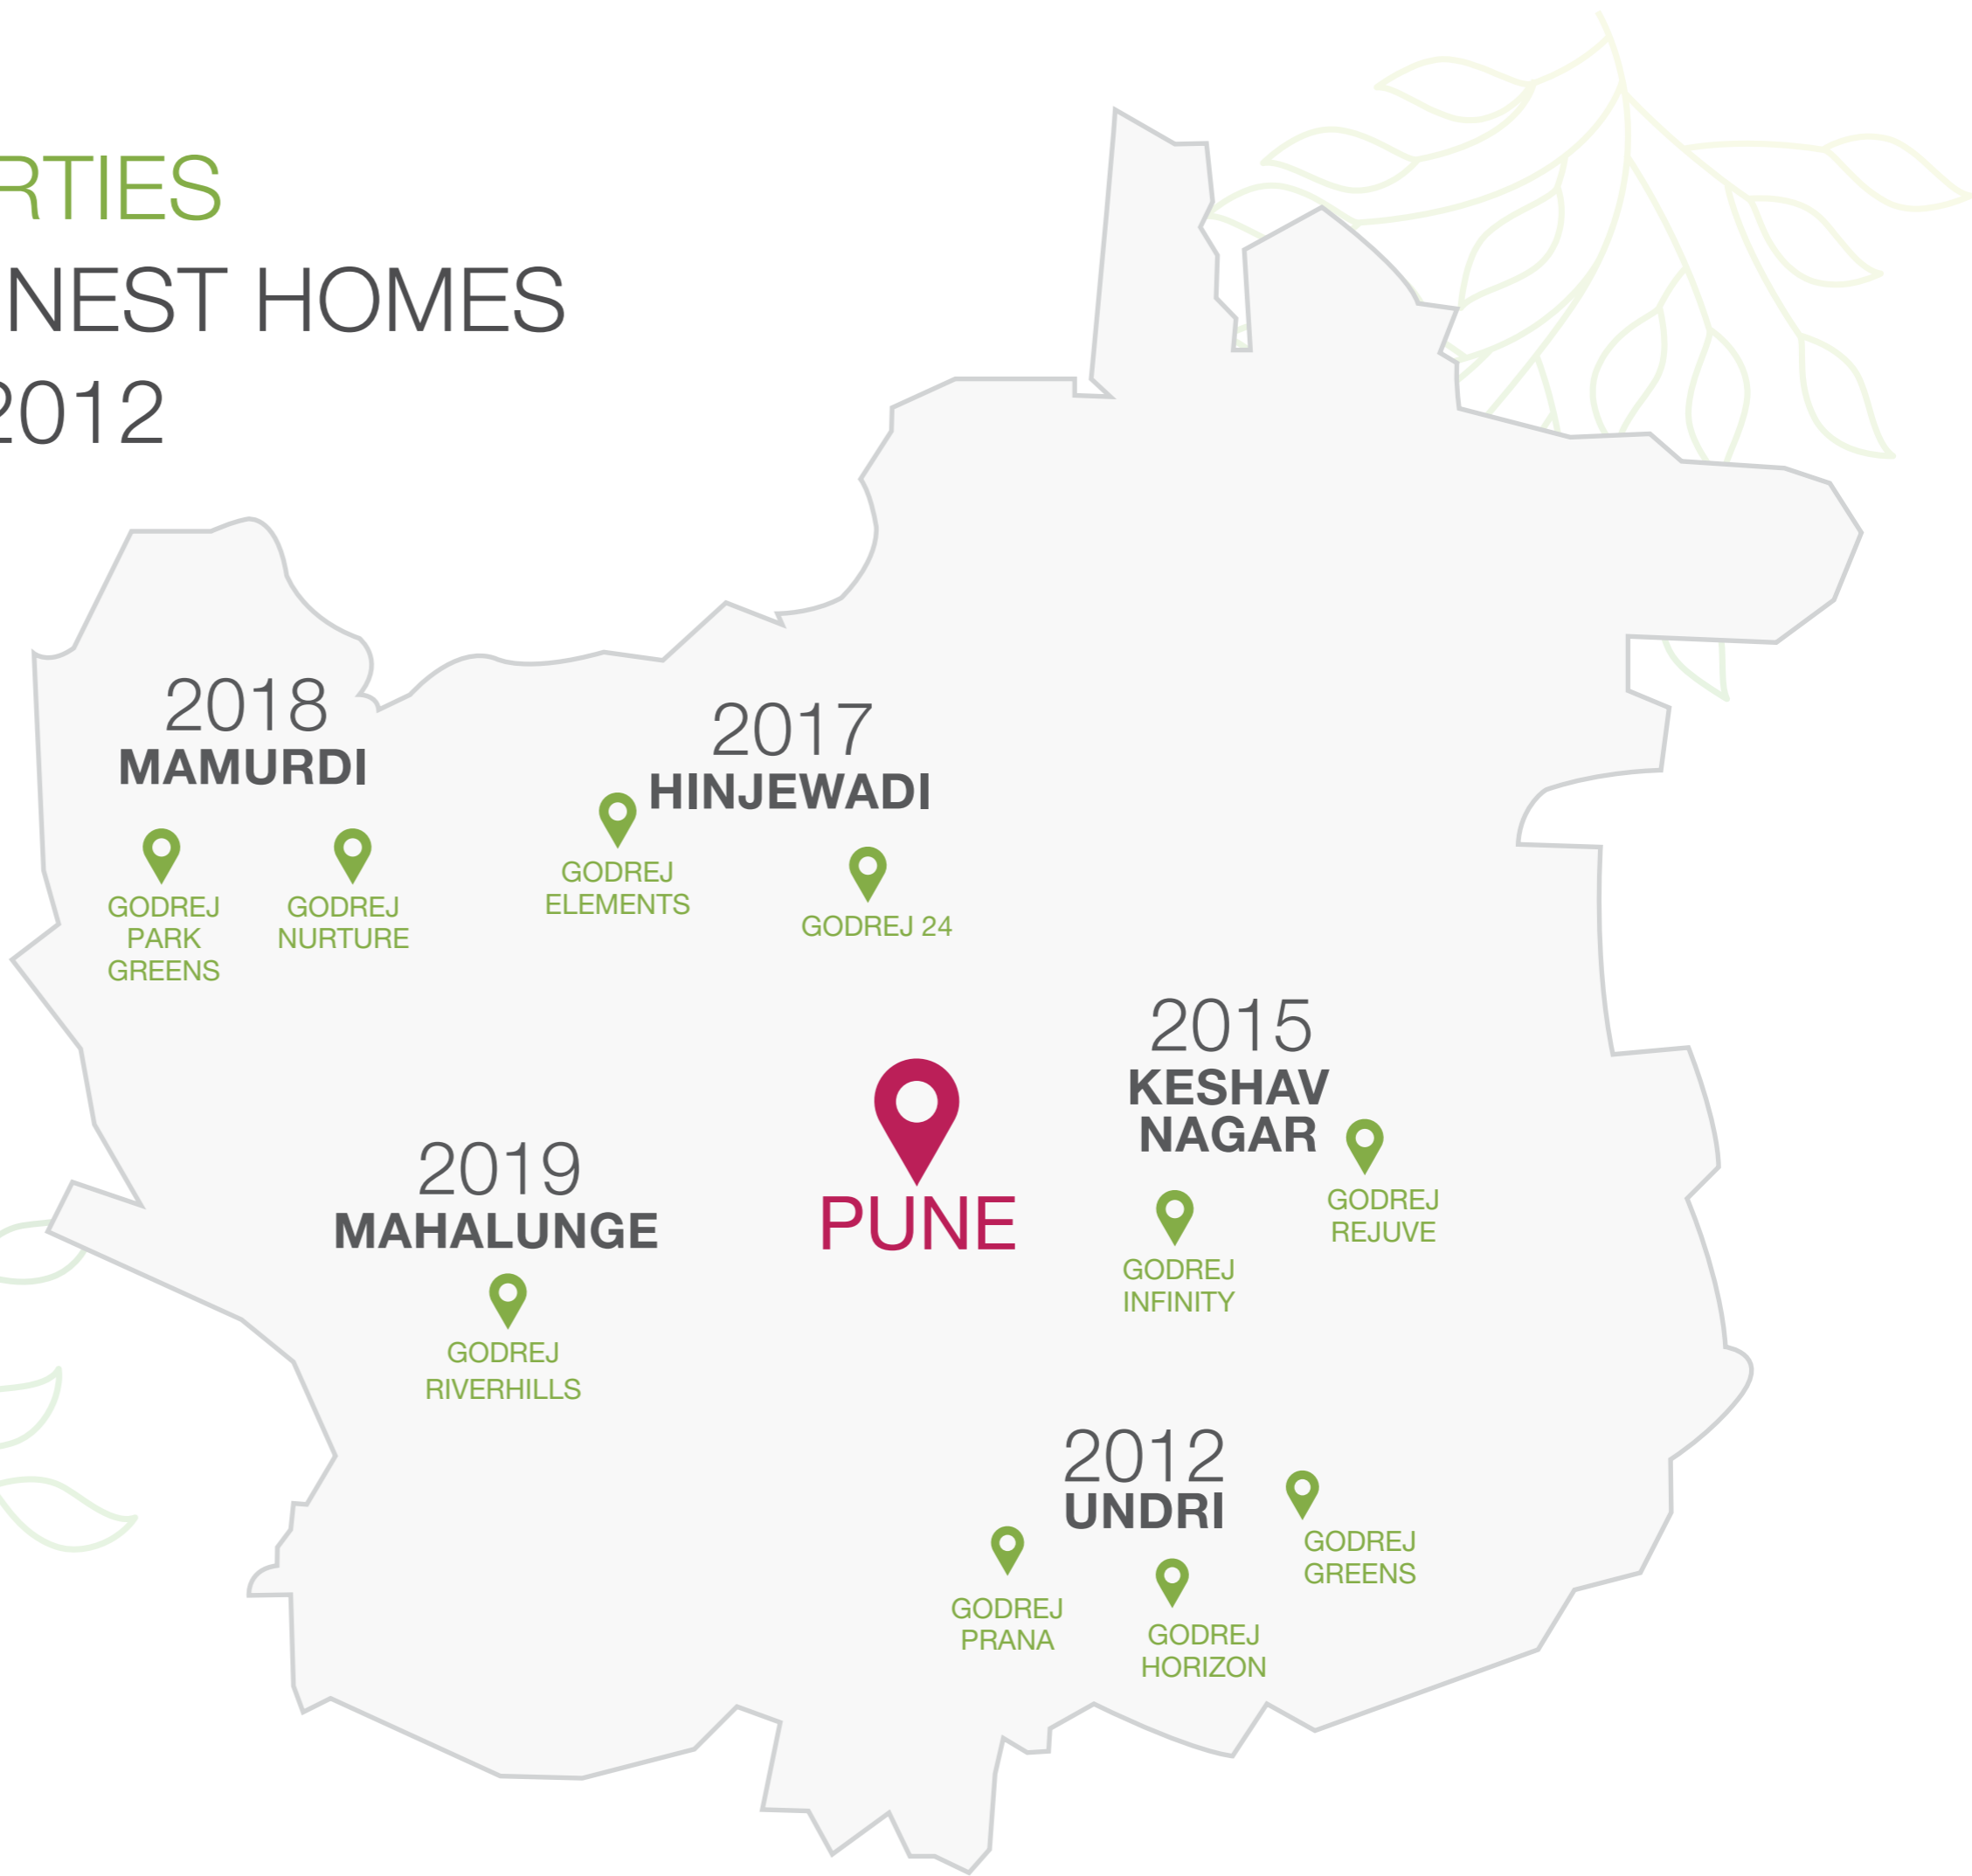 RTIES
NEST HOMES
2012
2018
MAMURDI
GODREJ
PARK
GREENS
GODREJ
NURTURE
2017
HINJEWADI
GODREJ
ELEMENTS
GODREJ 24
2015
KESHAV
NAGAR
GODREJ
REJUVE
GODREJ
INFINITY
PUNE
2019
MAHALUNGE
GODREJ
RIVERHILLS
2012
UNDRI
GODREJ
GREENS
GODREJ
PRANA
GODREJ
HORIZON